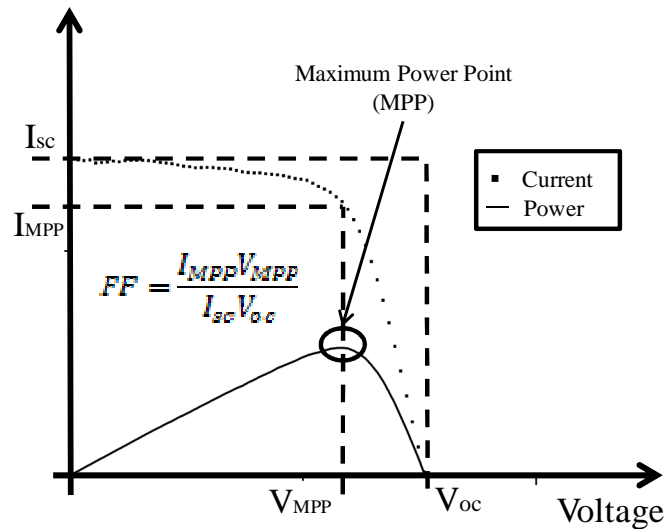 Maximum Power Point
(MPP)
Isc
Current
Power
IMPP
FF = IMPPVMPP / IscVoc
VMPP
Voc
Voltage